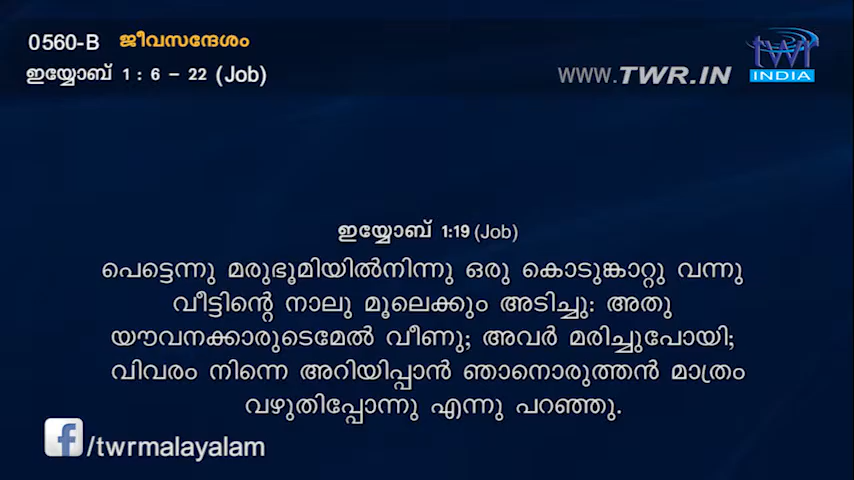 0560-B ജീവസന്ദേശം
ഇയ്യോബ് 1 : 6 – 22 (Job)
WWW.TWR.IN
twr
INDIA
ഇയ്യോബ് 1:19 (Job)
പെട്ടെന്നു മരുഭൂമിയിൽനിന്നു ഒരു കൊടുങ്കാറ്റു വന്നു
വീട്ടിന്റെ നാലു മൂലെക്കും അടിച്ചു: അതു
യൗവനക്കാരുടെമേൽ വീണു; അവർ മരിച്ചുപോയി;
വിവരം നിന്നെ അറിയിപ്പാൻ ഞാനൊരുത്തൻ മാത്രം
വഴുതിപ്പോന്നു എന്നു പറഞ്ഞു.
f/twrmalayalam